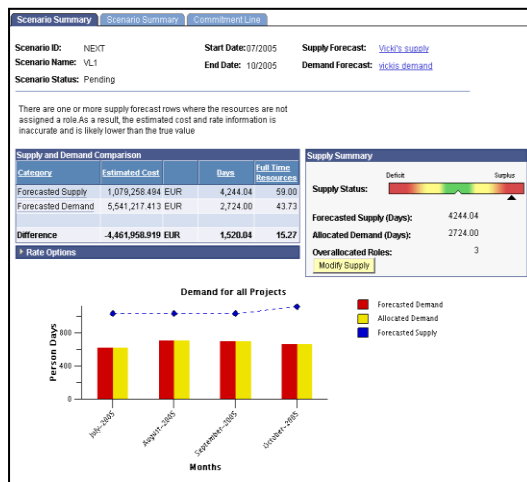 Scenario Summary Scenario Summary Commitment Line
Scenario ID: NEXT Start Date: 07/2005 Supply Forecast: Vicki's supply
Scenario Name: VL1 End Date: 10/2005 Demand Forecast: vickis demand
Scenario Status: Pending
There are one or more supply forecast rows where the resources are not
assigned a role.As a result, the estimated cost and rate information is
inaccurate and is likely lower than the true value
Supply and Demand Comparison
Category Estimated Cost Days Full Time Resources
Forecasted Supply 1,079,258.494 EUR 4,244.04 59.00
Forecasted Demand 5,541,217.413 EUR 2,724.00 43.73
Difference -4,461,958.919 EUR 1,520.04 15.27
Rate Options
Supply Summary
Deficit Surplus
Supply Status:
Forecasted Supply (Days): 4244.04
Allocated Demand (Days): 2724.00
Overallocated Roles: 3
Modify Supply
Demand for all Projects
Person Days
800
400
0
July-2005 August-2005 September-2005 October-2005
Months
Forecasted Demand
Allocated Demand
Forecasted Supply